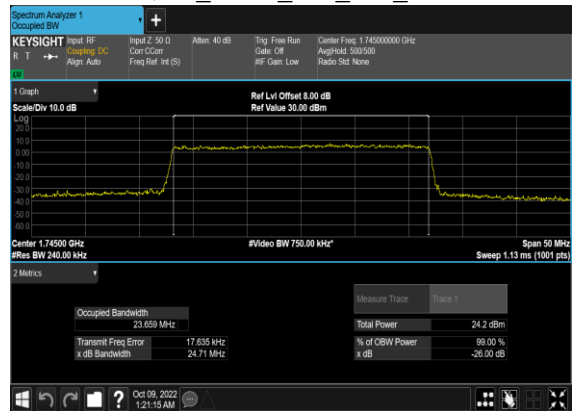 Spectrum Analyzer 1
Occupied BW
KEYSIGHT
R T
LW
Input: RF
Coupling: DC
Align: Auto
Input Z: 50 Ω
Corr CCorr
Freq Ref: Int (S)
Atten: 40 dB
Trig: Free Run
Gate: Off
#IF Gain: Low
Center Freq: 1.745000000 GHz
Avg|Hold: 500/500
Radio Std: None
1 Graph
Scale/Div 10.0 dB
Ref Lvl Offset 8.00 dB
Ref Value 30.00 dBm
Log
20.0
10.0
0.00
-10.0
-20.0
-30.0
-40.0
-50.0
-60.0
Center 1.74500 GHz
#Res BW 240.00 kHz
#Video BW 750.00 kHz*
Span 50 MHz
Sweep 1.13 ms (1001 pts)
2 Metrics
Measure Trace Trace 1
Occupied Bandwidth
23.659 MHz
Total Power 24.2 dBm
Transmit Freq Error 17.635 kHz
% of OBW Power 99.00 %
x dB Bandwidth 24.71 MHz
x dB -26.00 dB
Oct 09, 2022
1:21:15 AM